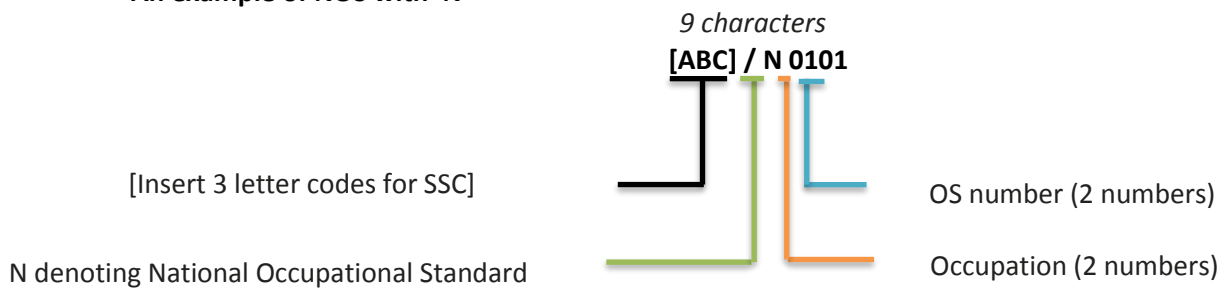 9 characters
[ABC] / N 0101
[Insert 3 letter codes for SSC]
OS number (2 numbers)
N denoting National Occupational Standard
Occupation (2 numbers)